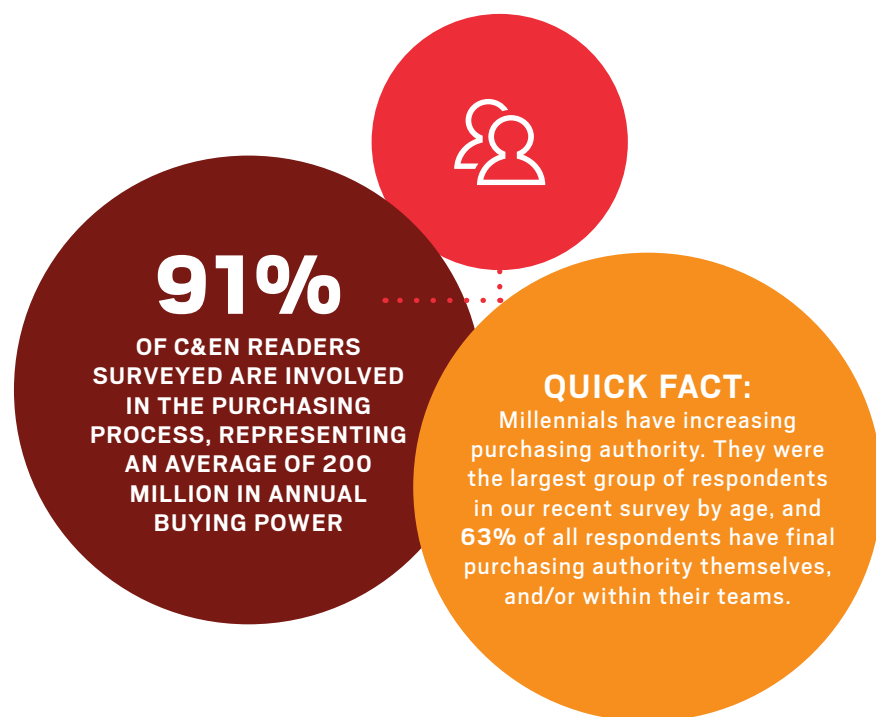 91%
OF C&EN READERS
SURVEYED ARE INVOLVED
IN THE PURCHASING
PROCESS, REPRESENTING
AN AVERAGE OF 200
MILLION IN ANNUAL
BUYING POWER
QUICK FACT:
Millennials have increasing
purchasing authority. They were
the largest group of respondents
in our recent survey by age, and
63% of all respondents have final
purchasing authority themselves,
and/or within their teams.